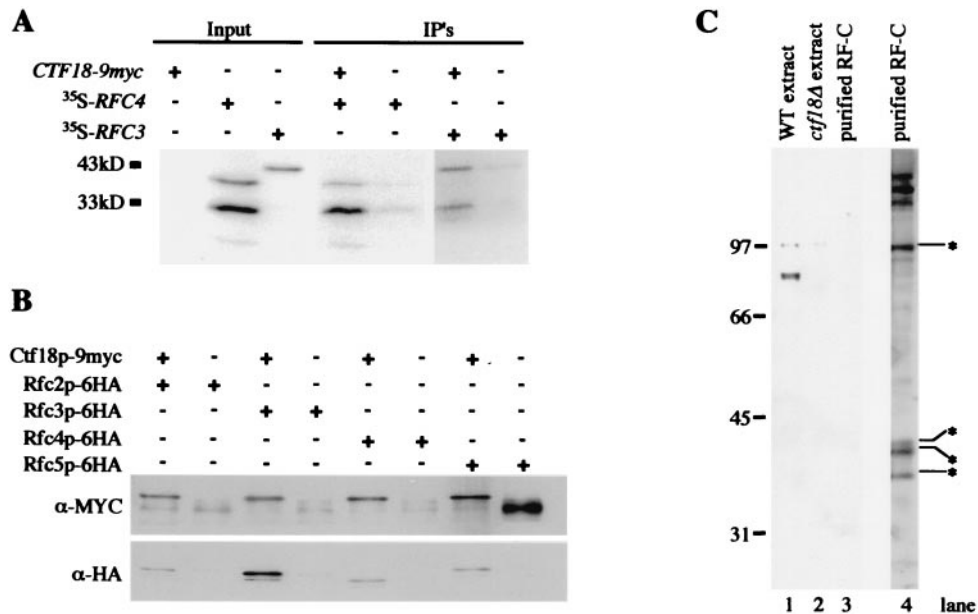 A
Input IP's
CTF18-9myc + - - + - + -
³⁵S-RFC4 - + - + + - -
³⁵S-RFC3 - - + - - + +
43kD
33kD
B
Ctf18p-9myc + - + - + - + -
Rfc2p-6HA + + - - - - - -
Rfc3p-6HA - - + + - - - -
Rfc4p-6HA - - - - + + - -
Rfc5p-6HA - - - - - - + +
α-MYC
α-HA
C
WT extract
ctf18Δ extract
purified RF-C
purified RF-C
97 *
66
45 *
*
*
31
1 2 3 4 lane